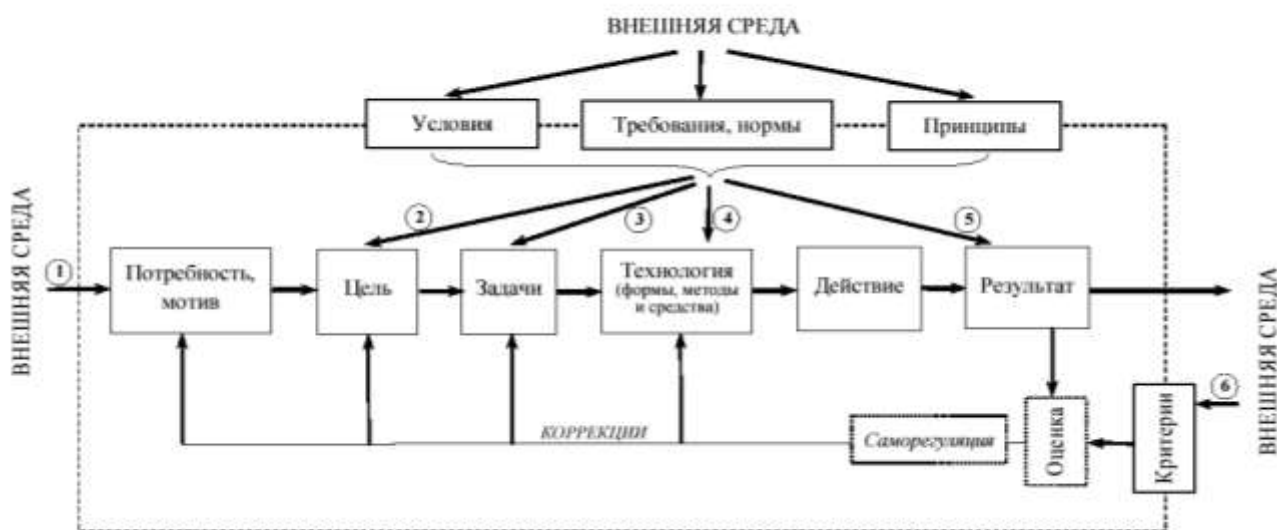 ВНЕШНЯЯ СРЕДА
Условия
Требования, нормы
Принципы
ВНЕШНЯЯ СРЕДА
1
2
3
4
5
Потребность,
мотив
Цель
Задачи
Технология
(формы, методы
и средства)
Действие
Результат
ВНЕШНЯЯ СРЕДА
6
КОРРЕКЦИИ
Саморегуляция
Оценка
Критерии